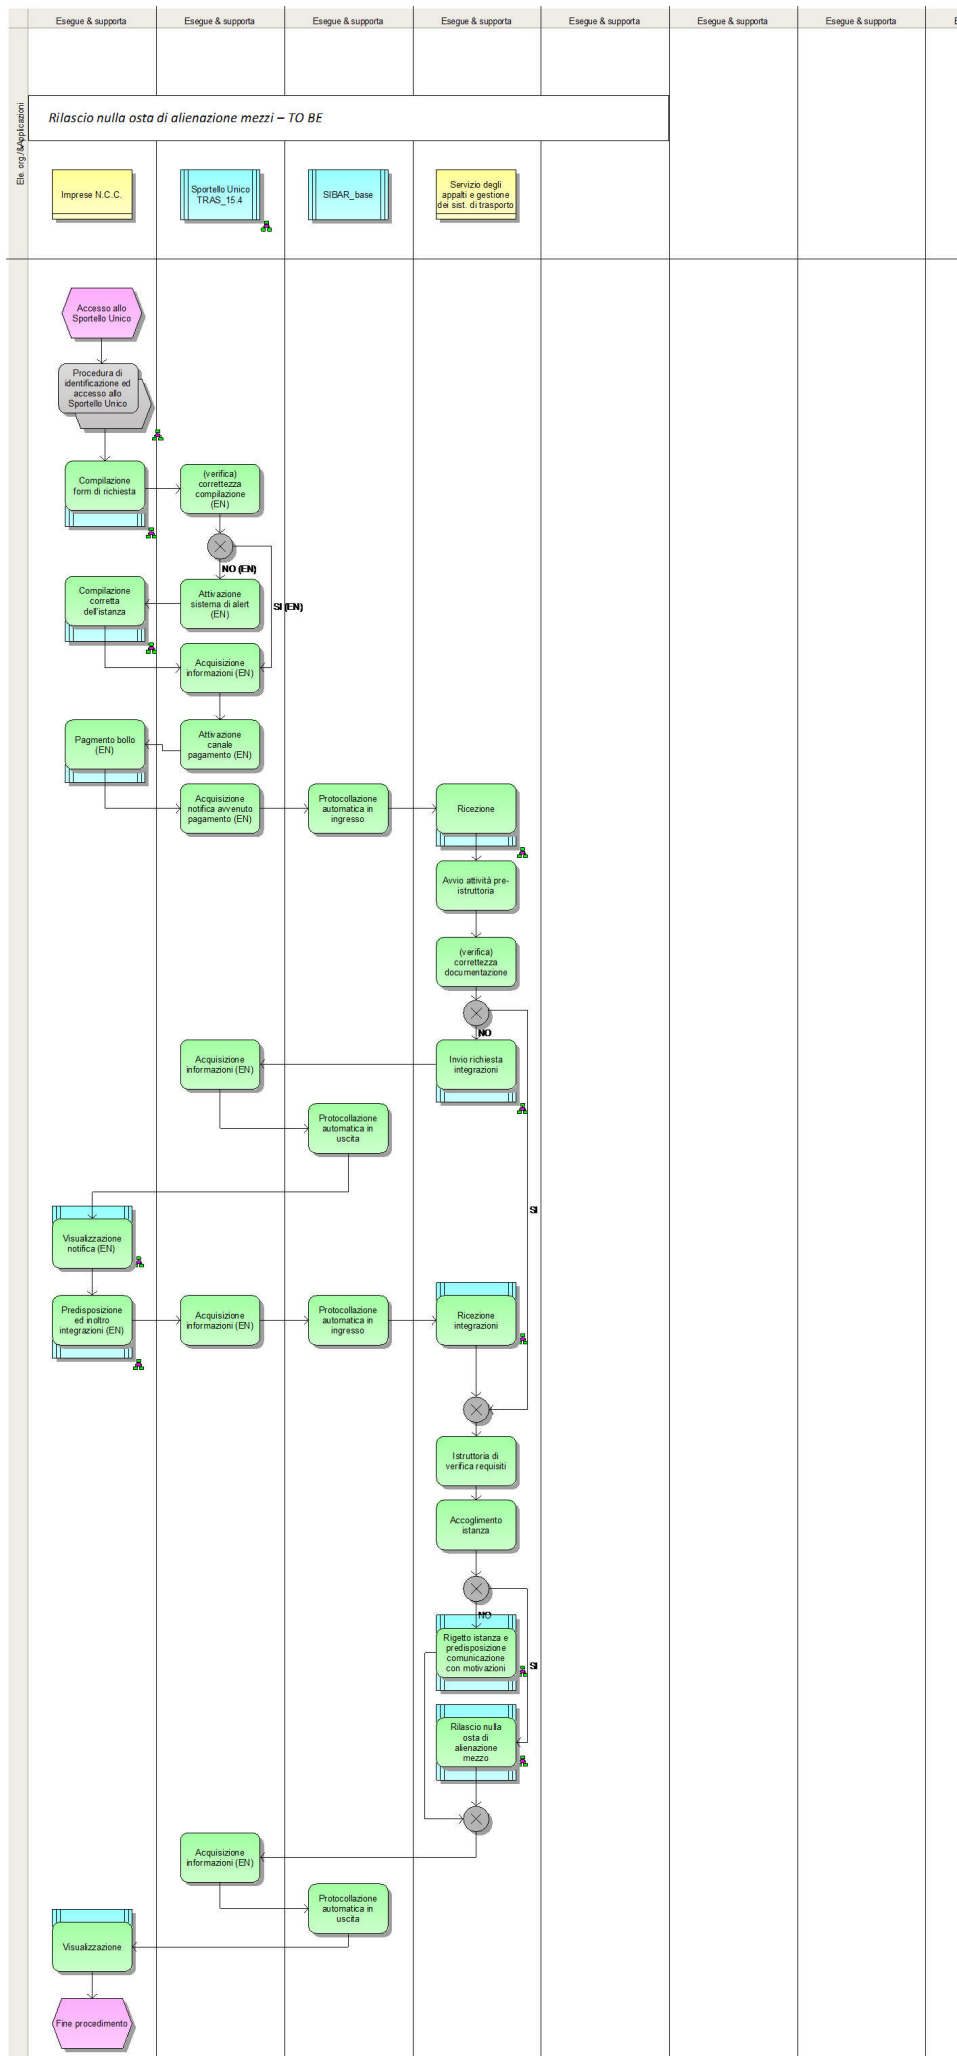 Esegue & supporta
Esegue & supporta
Esegue & supporta
Esegue & supporta
Esegue & supporta
Esegue & supporta
Esegue & supporta
E
Ele. org./&Applicazioni
Rilascio nulla osta di alienazione mezzi – TO BE
Imprese N.C.C.
Sportello Unico
TRAS_15.4
SIBAR_base
Servizio degli
appalti e gestione
dei sist. di trasporto
Accesso allo
Sportello Unico
Procedura di
identificazione ed
accesso allo
Sportello Unico
Compilazione
form di richiesta
(verifica)
correttezza
compilazione
(EN)
NO (EN)
SI (EN)
Compilazione
corretta
dell'istanza
Attivazione
sistema di alert
(EN)
Acquisizione
informazioni (EN)
Pagmento bollo
(EN)
Attivazione
canale
pagamento (EN)
Acquisizione
notifica avvenuto
pagamento (EN)
Protocollazione
automatica in
ingresso
Ricezione
Avvio attività pre-
istruttoria
(verifica)
correttezza
documentazione
NO
Acquisizione
informazioni (EN)
Invio richiesta
integrazioni
Protocollazione
automatica in
uscita
SI
Visualizzazione
notifica (EN)
Predisposizione
ed inoltro
integrazioni (EN)
Acquisizione
informazioni (EN)
Protocollazione
automatica in
ingresso
Ricezione
integrazioni
Istruttoria di
verifica requisiti
Accoglimento
istanza
NO
Rigetto istanza e
predisposizione
comunicazione
con motivazioni
SI
Rilascio nulla
osta di
alienazione
mezzo
Acquisizione
informazioni (EN)
Protocollazione
automatica in
uscita
Visualizzazione
Fine procedimento